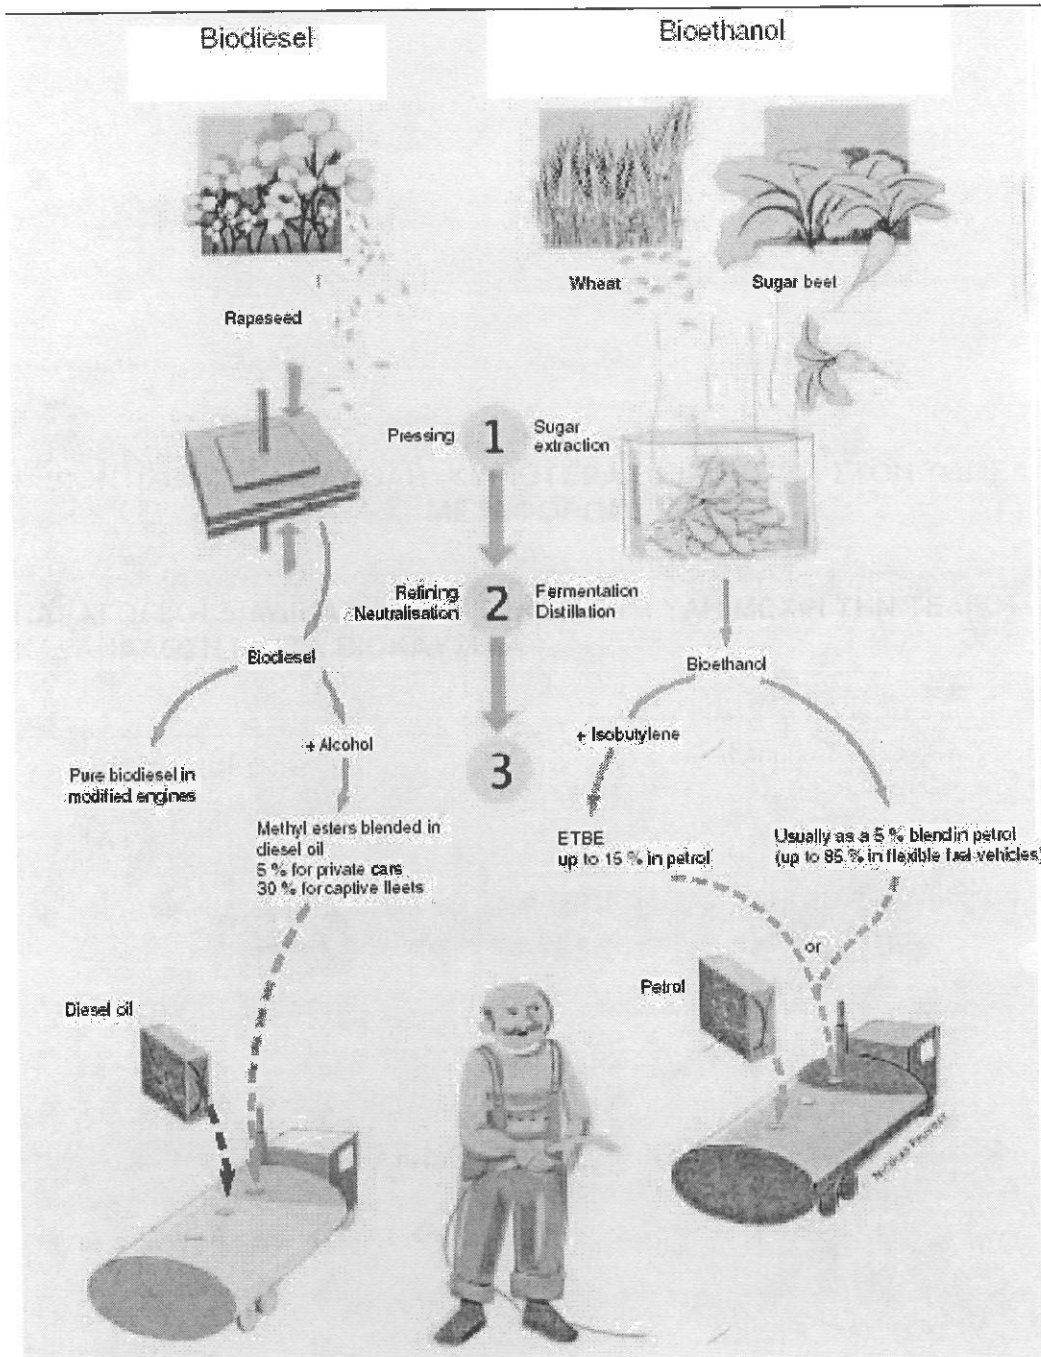 Biodiesel
Bioethanol
Rapeseed
Wheat
Sugar beet
Pressing
1
Sugar
extraction
Refining
Neutralisation
2
Fermentation
Distillation
Biodiesel
Bioethanol
+ Alcohol
+ Isobutylene
3
Pure biodiesel in
modified engines
Methyl esters blended in
diesel oil
5 % for private cars
30 % for captive fleets
ETBE
up to 15 % in petrol
Usually as a 5 % blend in petrol
(up to 85 % in flexible fuel vehicles)
or
Diesel oil
Petrol